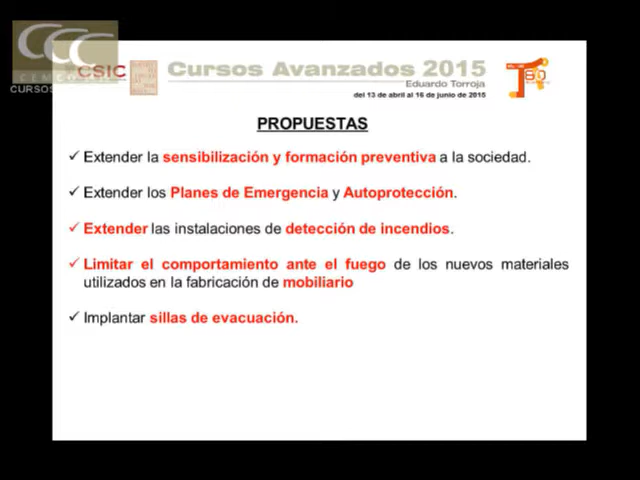 CCC
CEMCO
CURSOS
CSIC
Cursos Avanzados 2015
Eduardo Torroja
del 13 de abril al 16 de junio de 2015
PROPUESTAS
✓ Extender la sensibilización y formación preventiva a la sociedad.
✓ Extender los Planes de Emergencia y Autoprotección.
✓ Extender las instalaciones de detección de incendios.
✓ Limitar el comportamiento ante el fuego de los nuevos materiales
utilizados en la fabricación de mobiliario
✓ Implantar sillas de evacuación.